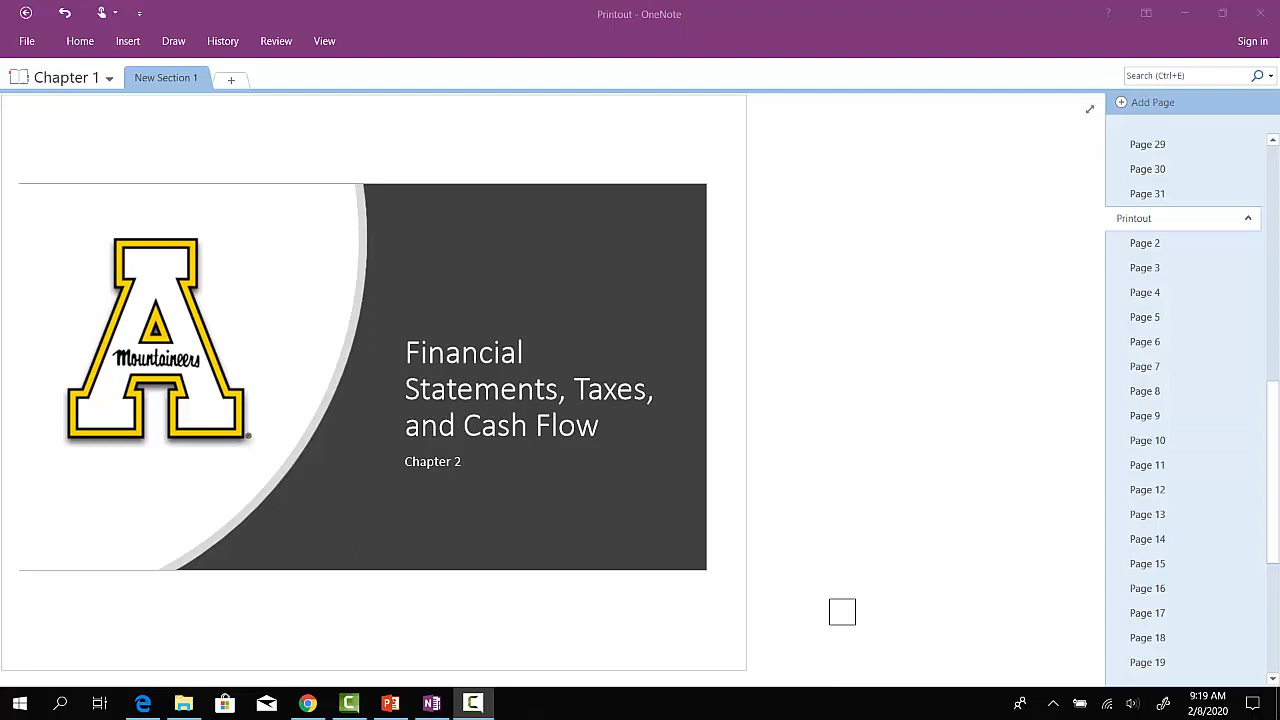 Printout - OneNote
?
File Home Insert Draw History Review View
Sign in
Chapter 1
New Section 1
+
Search (Ctrl+E)
Add Page
Page 29
Page 30
Page 31
Printout
Page 2
Page 3
Page 4
Page 5
Page 6
Page 7
Page 8
Page 9
Page 10
Page 11
Page 12
Page 13
Page 14
Page 15
Page 16
Page 17
Page 18
Page 19
A
Mountaineers
®
Financial
Statements, Taxes,
and Cash Flow
Chapter 2
9:19 AM
2/8/2020